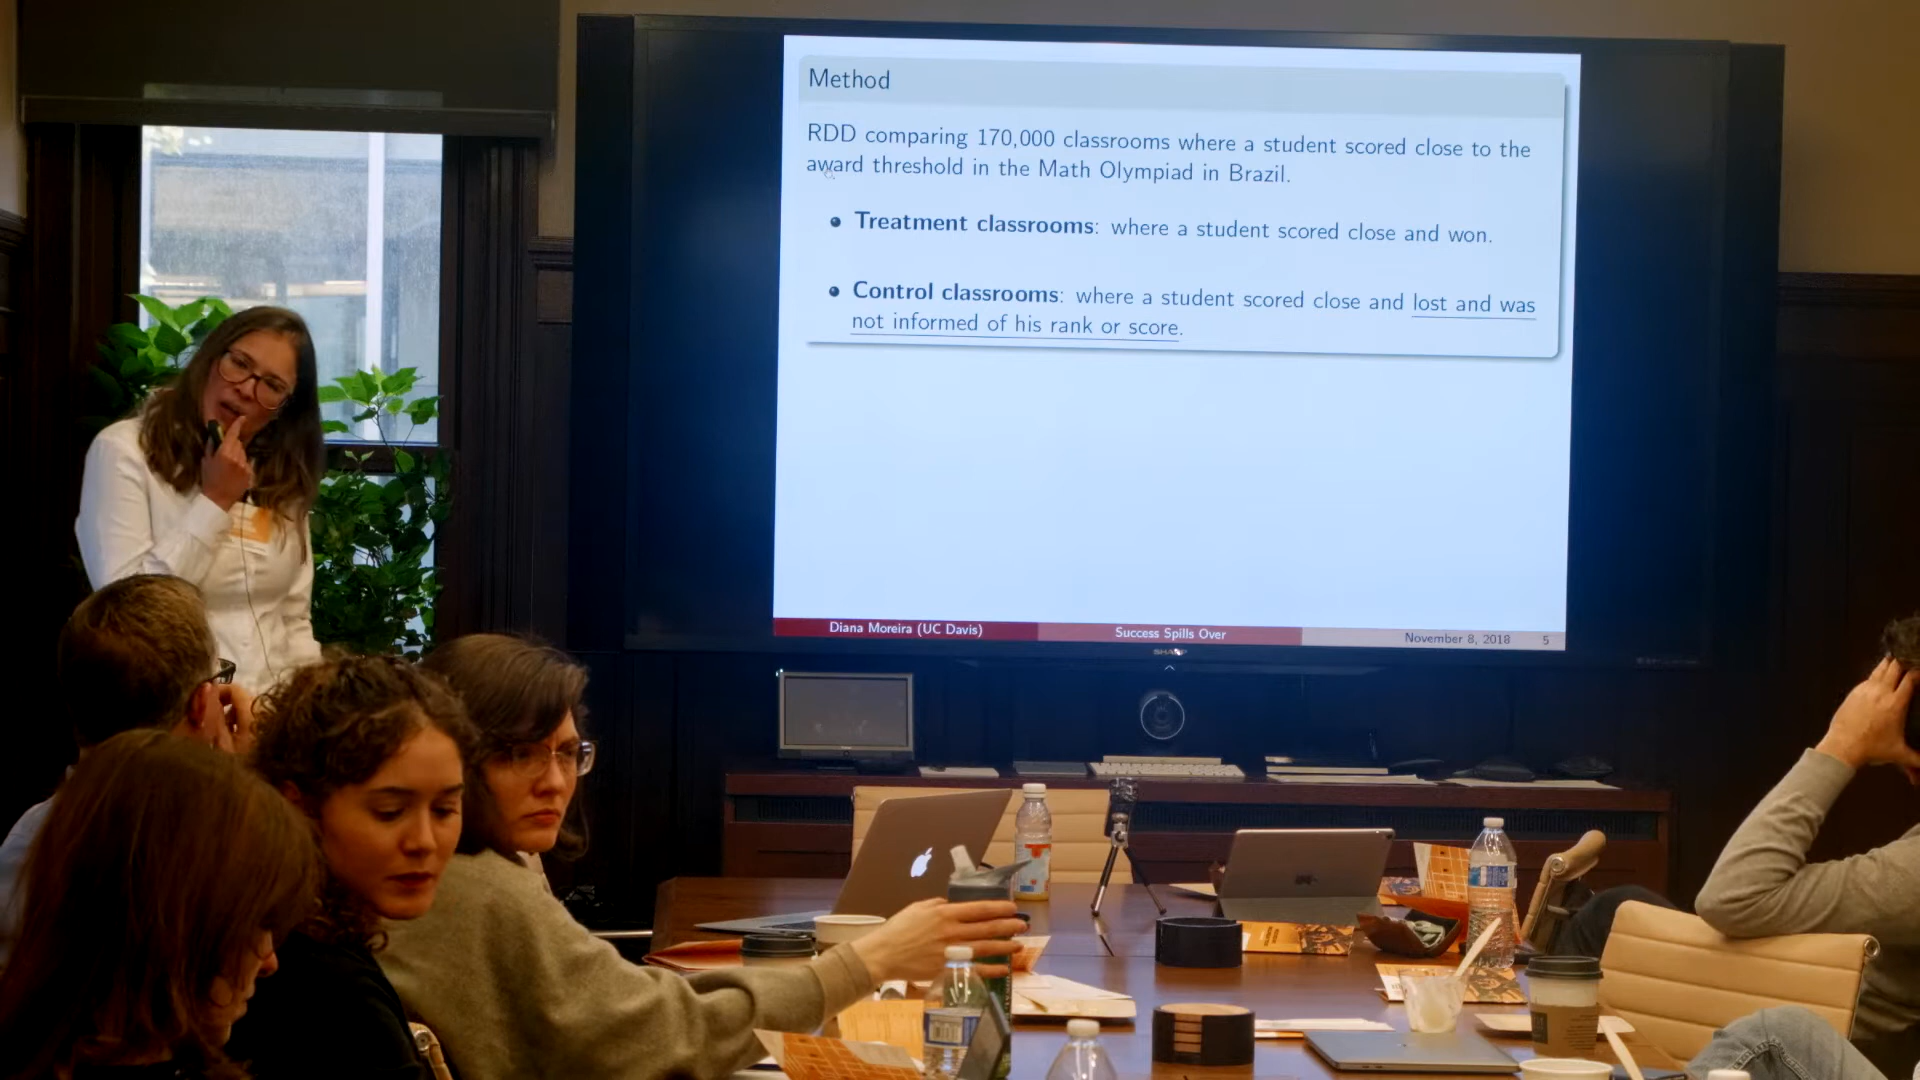 Method
RDD comparing 170,000 classrooms where a student scored close to the
award threshold in the Math Olympiad in Brazil.
Treatment classrooms: where a student scored close and won.
Control classrooms: where a student scored close and lost and was
not informed of his rank or score.
Diana Moreira (UC Davis)
Success Spills Over
November 8, 2018
5
SHARP